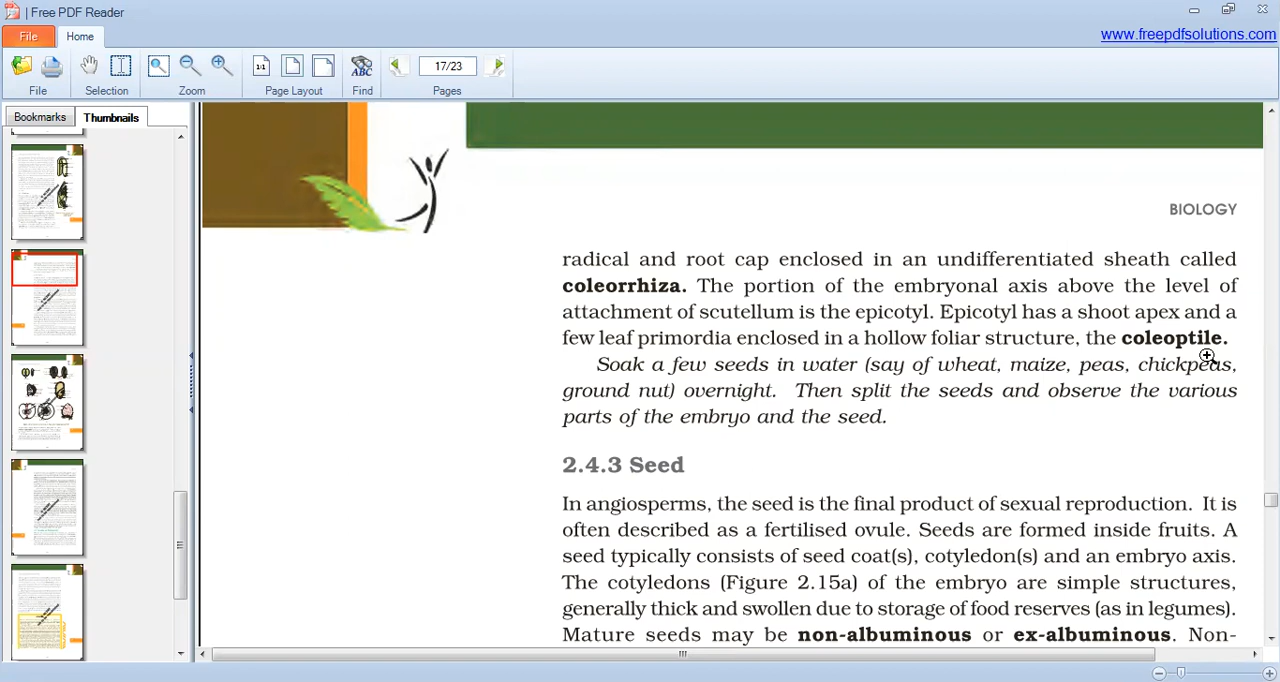 | Free PDF Reader
File
Home
www.freepdfsolutions.com
1:1
ABC
17/23
File
Selection
Zoom
Page Layout
Find
Pages
Bookmarks
Thumbnails
BIOLOGY
radical and root cap enclosed in an undifferentiated sheath called
coleorrhiza. The portion of the embryonal axis above the level of
attachment of scutellum is the epicotyl. Epicotyl has a shoot apex and a
few leaf primordia enclosed in a hollow foliar structure, the coleoptile.
Soak a few seeds in water (say of wheat, maize, peas, chickpeas,
ground nut) overnight. Then split the seeds and observe the various
parts of the embryo and the seed.
2.4.3 Seed
In angiosperms, the seed is the final product of sexual reproduction. It is
often described as a fertilised ovule. Seeds are formed inside fruits. A
seed typically consists of seed coat(s), cotyledon(s) and an embryo axis.
The cotyledons (Figure 2.15a) of the embryo are simple structures,
generally thick and swollen due to storage of food reserves (as in legumes).
Mature seeds may be non-albuminous or ex-albuminous. Non-